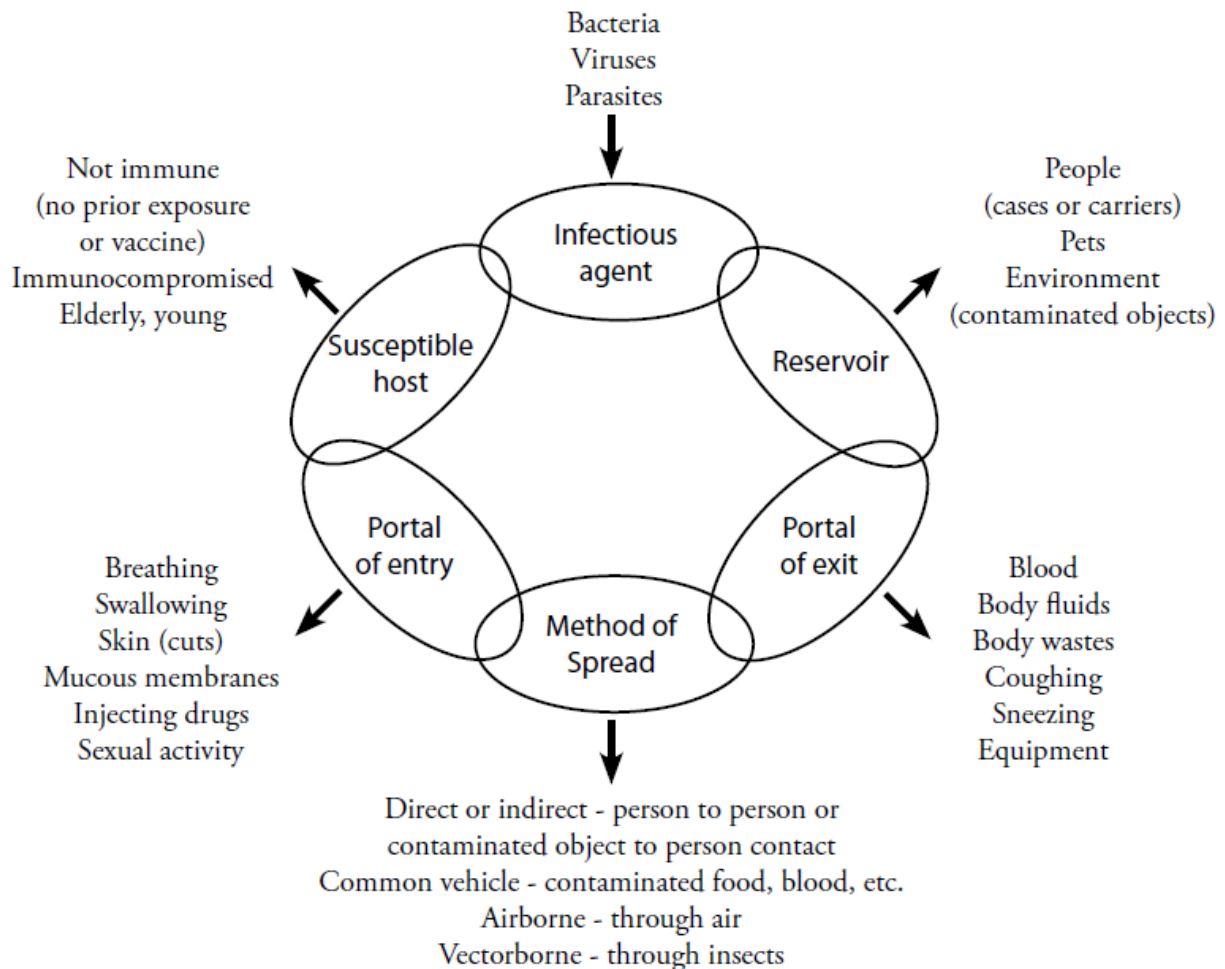 Bacteria
Viruses
Parasites
Infectious
agent
People
(cases or carriers)
Pets
Environment
(contaminated objects)
Reservoir
Portal
of exit
Blood
Body fluids
Body wastes
Coughing
Sneezing
Equipment
Method of
Spread
Direct or indirect - person to person or
contaminated object to person contact
Common vehicle - contaminated food, blood, etc.
Airborne - through air
Vectorborne - through insects
Portal
of entry
Breathing
Swallowing
Skin (cuts)
Mucous membranes
Injecting drugs
Sexual activity
Susceptible
host
Not immune
(no prior exposure
or vaccine)
Immunocompromised
Elderly, young